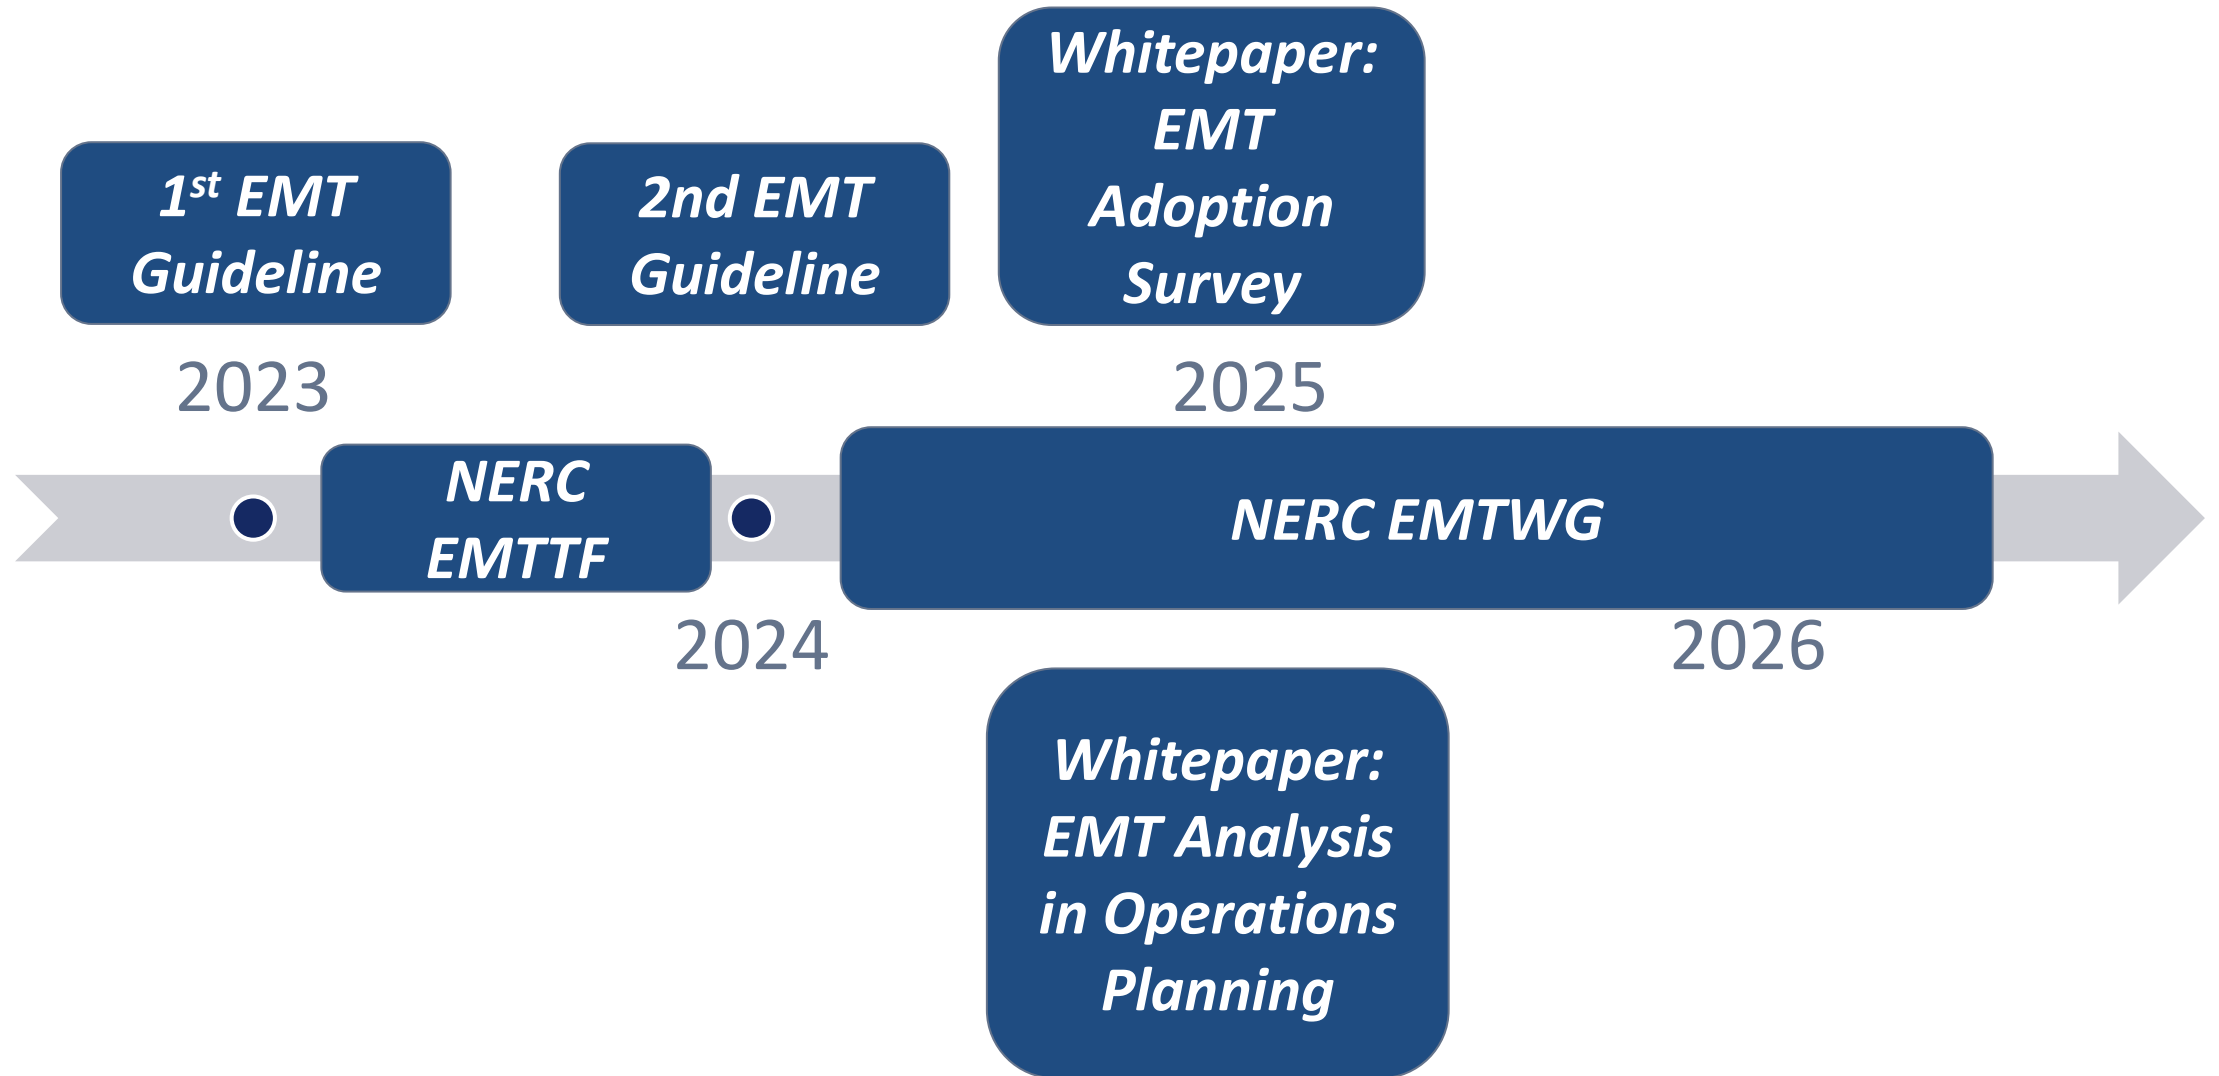 1st EMT
Guideline
2nd EMT
Guideline
Whitepaper:
EMT
Adoption
Survey
2023
2025
NERC
EMTTF
NERC EMTWG
2024
2026
Whitepaper:
EMT Analysis
in Operations
Planning